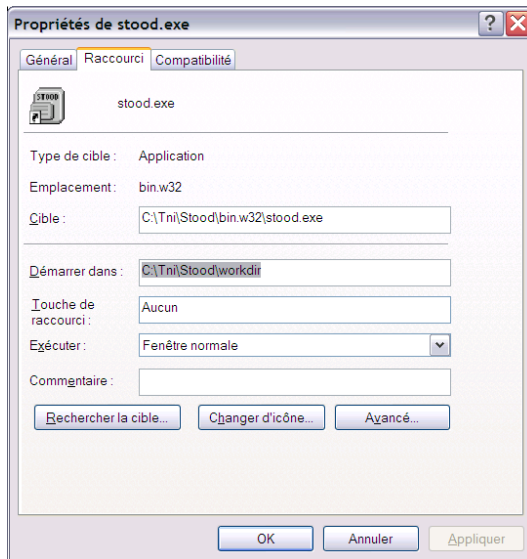 Propriétés de stood.exe
Général Raccourci Compatibilité
STOOD
stood.exe
Type de cible : Application
Emplacement : bin.w32
Cible : C:\Tni\Stood\bin.w32\stood.exe
Démarrer dans : C:\Tni\Stood\workdir
Touche de raccourci : Aucun
Exécuter : Fenêtre normale
Commentaire :
Rechercher la cible... Changer d'icône... Avancé...
OK Annuler Appliquer